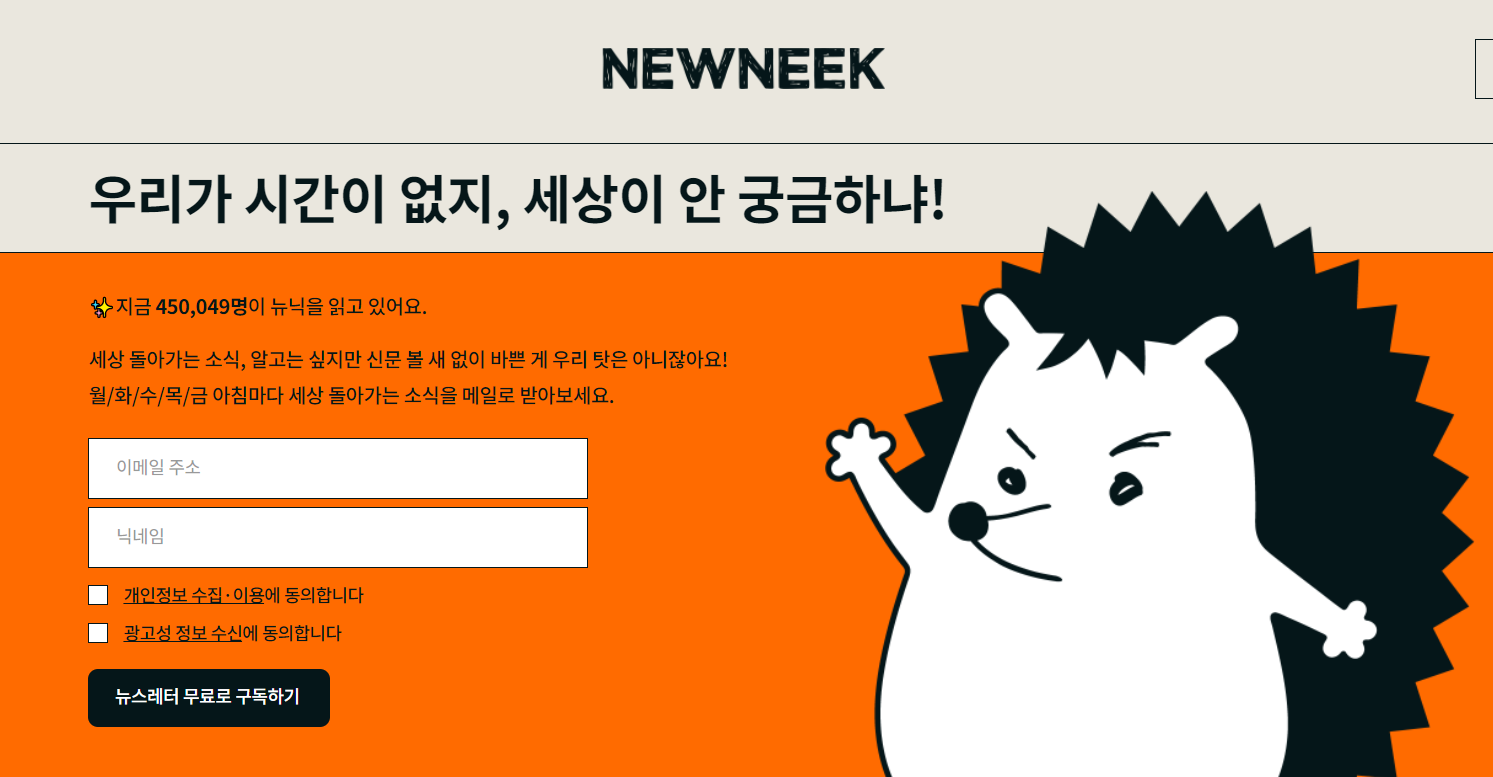 NEWNEEK
우리가 시간이 없지, 세상이 안 궁금하냐!
✨지금 450,049명이 뉴닉을 읽고 있어요.
세상 돌아가는 소식, 알고는 싶지만 신문 볼 새 없이 바쁜 게 우리 탓은 아니잖아요!
월/화/수/목/금 아침마다 세상 돌아가는 소식을 메일로 받아보세요.
이메일 주소
닉네임
개인정보 수집·이용에 동의합니다
광고성 정보 수신에 동의합니다
뉴스레터 무료로 구독하기